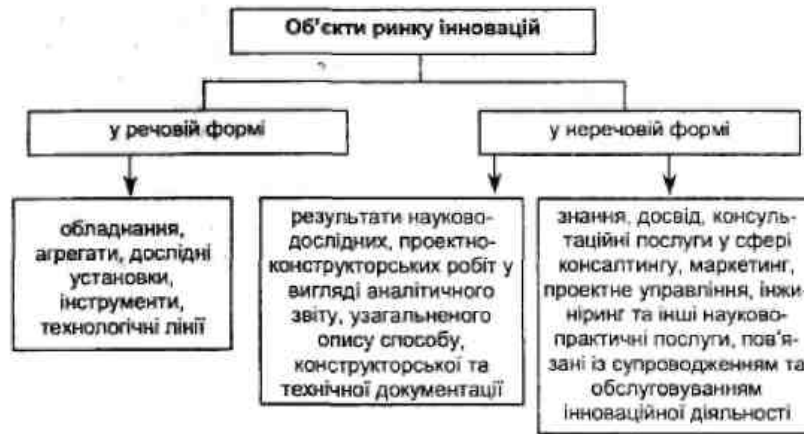 Об'єкти ринку інновацій
у речовій формі
у неречовій формі
обладнання,
агрегати, дослідні
установки,
інструменти,
технологічні лінії
результати науково-
дослідних, проектно-
конструкторських робіт у
вигляді аналітичного
звіту, узагальненого
опису способу,
конструкторської та
технічної документації
знання, досвід, консуль-
таційні послуги у сфері
консалтингу, маркетинг,
проектне управління, інжи-
ніринг та інші науково-
практичні послуги, пов'я-
зані із супроводженням та
обслуговуванням
інноваційної діяльності